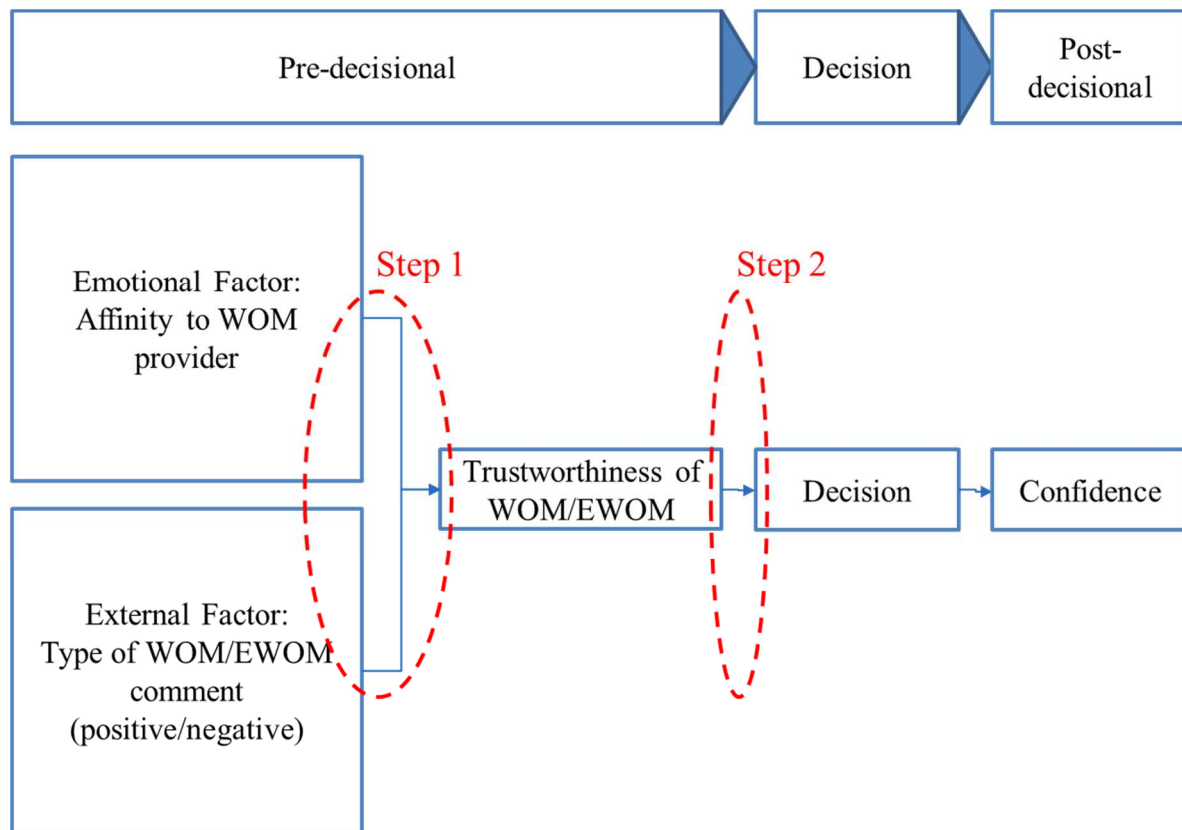 Pre-decisional
Decision
Post-
decisional
Emotional Factor:
Affinity to WOM
provider
Step 1
Step 2
Trustworthiness of
WOM/EWOM
Decision
Confidence
External Factor:
Type of WOM/EWOM
comment
(positive/negative)